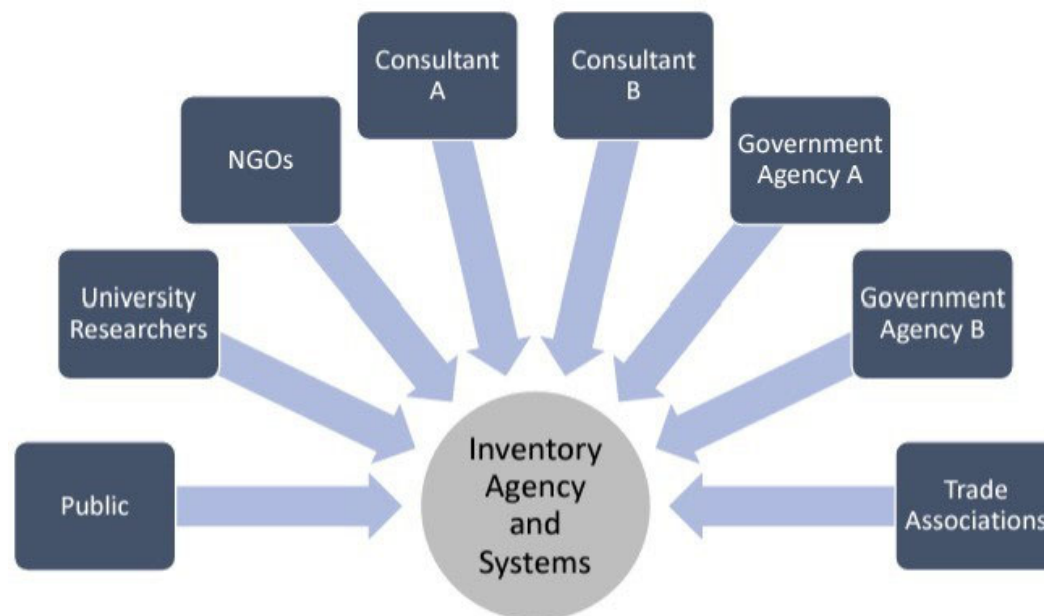 Consultant
A
Consultant
B
NGOs
Government
Agency A
University
Researchers
Government
Agency B
Public
Inventory
Agency
and
Systems
Trade
Associations